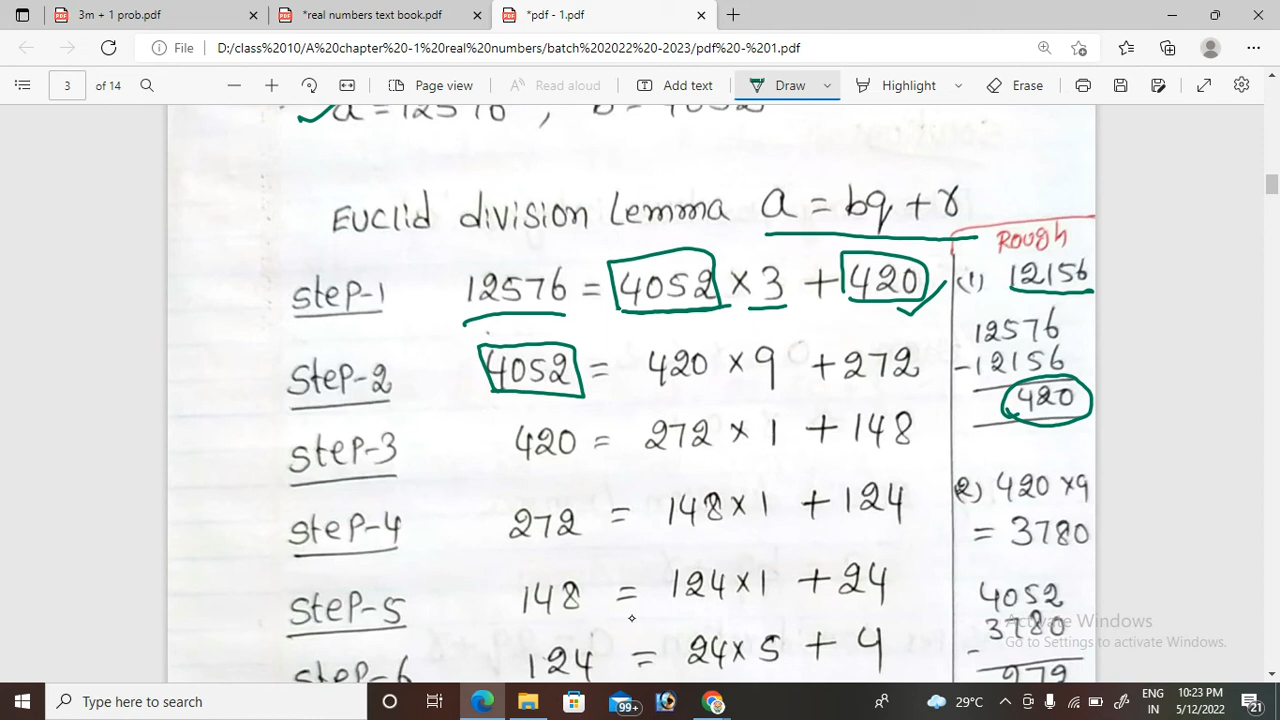 3m + 1 prob.pdf
*real numbers text book.pdf
*pdf - 1.pdf
File D:/class%2010/A%20chapter%20-1%20real%20numbers/batch%202022%20-2023/pdf%20-%201.pdf
3 of 14 Page view Read aloud Add text Draw Highlight Erase
a = 12576 , b = 4052
Euclid division Lemma a = bq + r
Step-1 12576 = 4052 × 3 + 420
Step-2 4052 = 420 × 9 + 272
Step-3 420 = 272 × 1 + 148
Step-4 272 = 148 × 1 + 124
Step-5 148 = 124 × 1 + 24
Step-6 124 = 24 × 5 + 4
Rough
(1) 12156
12576
-12156
420
(2) 420 × 9
= 3780
4052
3780
-
272
Activate Windows
Go to Settings to activate Windows.
Type here to search
99+
29°C
ENG
IN
10:23 PM
5/12/2022
21